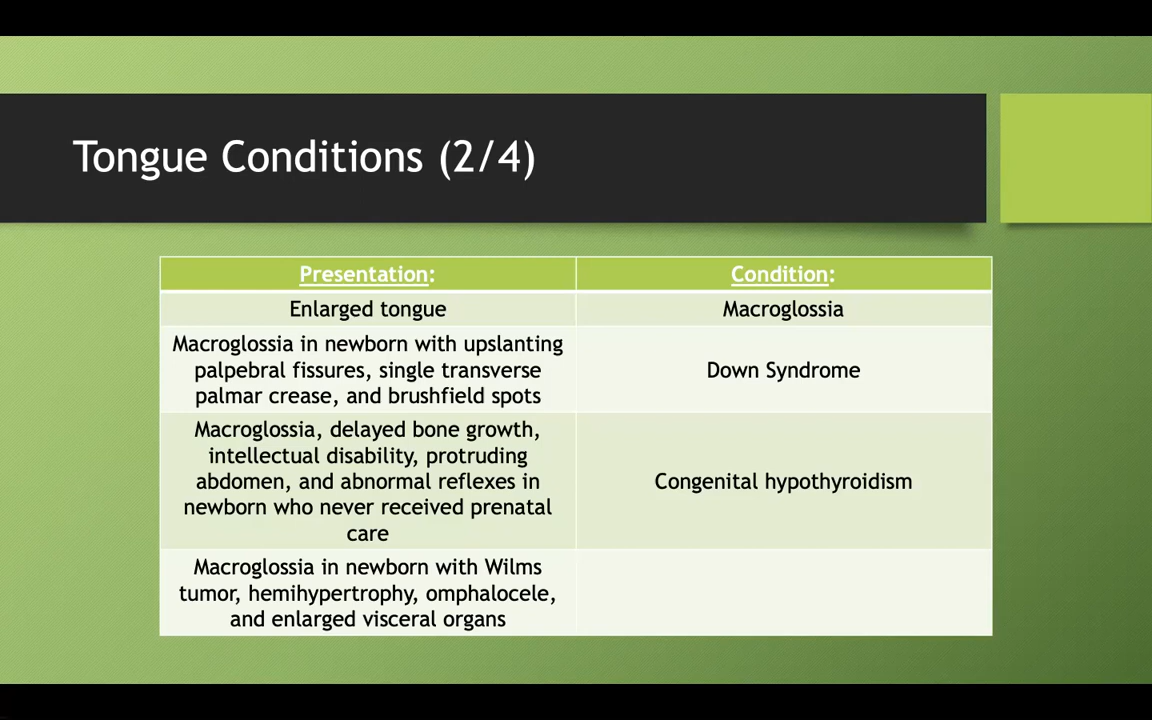 Tongue Conditions (2/4)
Presentation:
Condition:
Enlarged tongue
Macroglossia
Macroglossia in newborn with upslanting
palpebral fissures, single transverse
palmar crease, and brushfield spots
Down Syndrome
Macroglossia, delayed bone growth,
intellectual disability, protruding
abdomen, and abnormal reflexes in
newborn who never received prenatal
care
Congenital hypothyroidism
Macroglossia in newborn with Wilms
tumor, hemihypertrophy, omphalocele,
and enlarged visceral organs